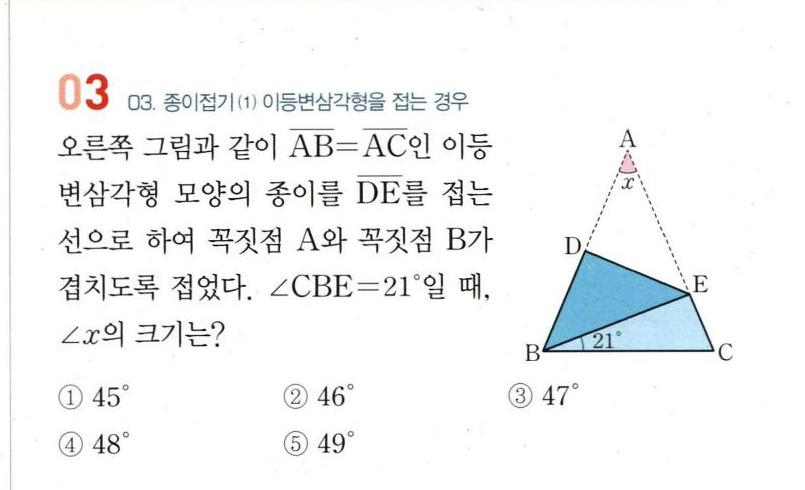 03 03. 종이접기(1) 이등변삼각형을 접는 경우
오른쪽 그림과 같이 AB=AC인 이등
변삼각형 모양의 종이를 DE를 접는
선으로 하여 꼭짓점 A와 꼭짓점 B가
겹치도록 접었다. ∠CBE=21°일 때,
∠x의 크기는?
① 45° ② 46° ③ 47°
④ 48° ⑤ 49°
A
x
D
E
B 21° C